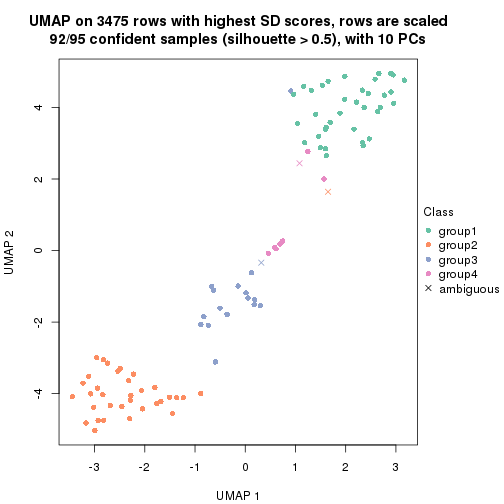 UMAP on 3475 rows with highest SD scores, rows are scaled
92/95 confident samples (silhouette > 0.5), with 10 PCs
4
2
0
-2
-4
UMAP 2
-3
-2
-1
0
1
2
3
UMAP 1
Class
group1
group2
group3
group4
ambiguous